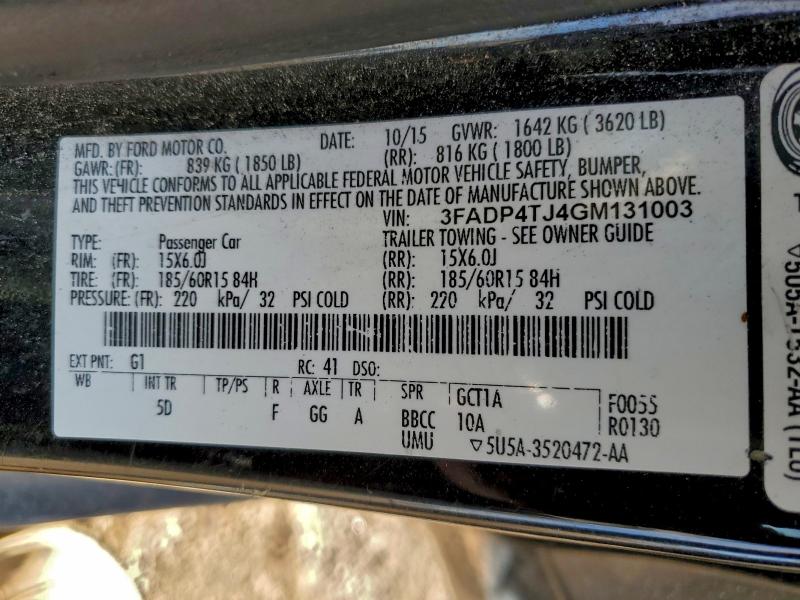 MFD. BY FORD MOTOR CO. DATE: 10/15 GVWR: 1642 KG ( 3620 LB)
GAWR: (FR): 839 KG ( 1850 LB) (RR): 816 KG ( 1800 LB)
THIS VEHICLE CONFORMS TO ALL APPLICABLE FEDERAL MOTOR VEHICLE SAFETY, BUMPER,
AND THEFT PREVENTION STANDARDS IN EFFECT ON THE DATE OF MANUFACTURE SHOWN ABOVE.
VIN: 3FADP4TJ4GM131003
TYPE: Passenger Car TRAILER TOWING - SEE OWNER GUIDE
RIM: (FR): 15X6.0J (RR): 15X6.0J
TIRE: (FR): 185/60R15 84H (RR): 185/60R15 84H
PRESSURE: (FR): 220 kPa/ 32 PSI COLD (RR): 220 kPa/ 32 PSI COLD
EXT PNT: G1 RC: 41 DSO:
WB INT TR TP/PS R AXLE TR SPR GCT1A F0055
5D F GG A BBCC 10A R0130
UMU ▽5U5A-3520472-AA